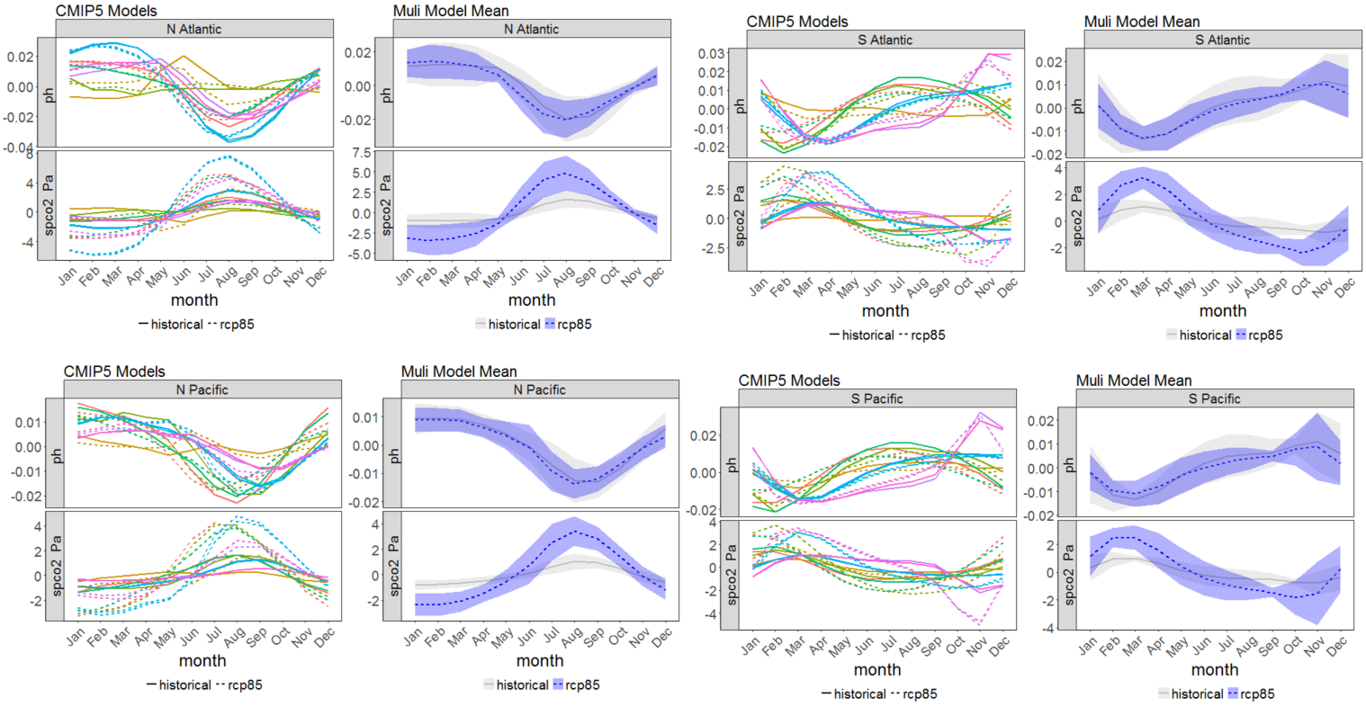 CMIP5 Models
N Atlantic
ph
0.02
0.00
-0.02
-0.04
spco2 Pa
8
4
0
-4
Jan Feb Mar Apr May Jun Jul Aug Sep Oct Nov Dec
month
historical rcp85
Muli Model Mean
N Atlantic
ph
0.02
0.00
-0.02
spco2 Pa
7.5
5.0
2.5
0.0
-2.5
-5.0
Jan Feb Mar Apr May Jun Jul Aug Sep Oct Nov Dec
month
historical rcp85
CMIP5 Models
S Atlantic
ph
0.03
0.02
0.01
0.00
-0.01
-0.02
spco2 Pa
2.5
0.0
-2.5
Jan Feb Mar Apr May Jun Jul Aug Sep Oct Nov Dec
month
historical rcp85
Muli Model Mean
S Atlantic
ph
0.02
0.01
0.00
-0.01
-0.02
spco2 Pa
4
2
0
-2
Jan Feb Mar Apr May Jun Jul Aug Sep Oct Nov Dec
month
historical rcp85
CMIP5 Models
N Pacific
ph
0.01
0.00
-0.01
-0.02
spco2 Pa
4
2
0
-2
Jan Feb Mar Apr May Jun Jul Aug Sep Oct Nov Dec
month
historical rcp85
Muli Model Mean
N Pacific
ph
0.01
0.00
-0.01
-0.02
spco2 Pa
4
2
0
-2
Jan Feb Mar Apr May Jun Jul Aug Sep Oct Nov Dec
month
historical rcp85
CMIP5 Models
S Pacific
ph
0.02
0.00
-0.02
spco2 Pa
4
2
0
-2
-4
Jan Feb Mar Apr May Jun Jul Aug Sep Oct Nov Dec
month
historical rcp85
Muli Model Mean
S Pacific
ph
0.02
0.01
0.00
-0.01
-0.02
spco2 Pa
2
0
-2
-4
Jan Feb Mar Apr May Jun Jul Aug Sep Oct Nov Dec
month
historical rcp85